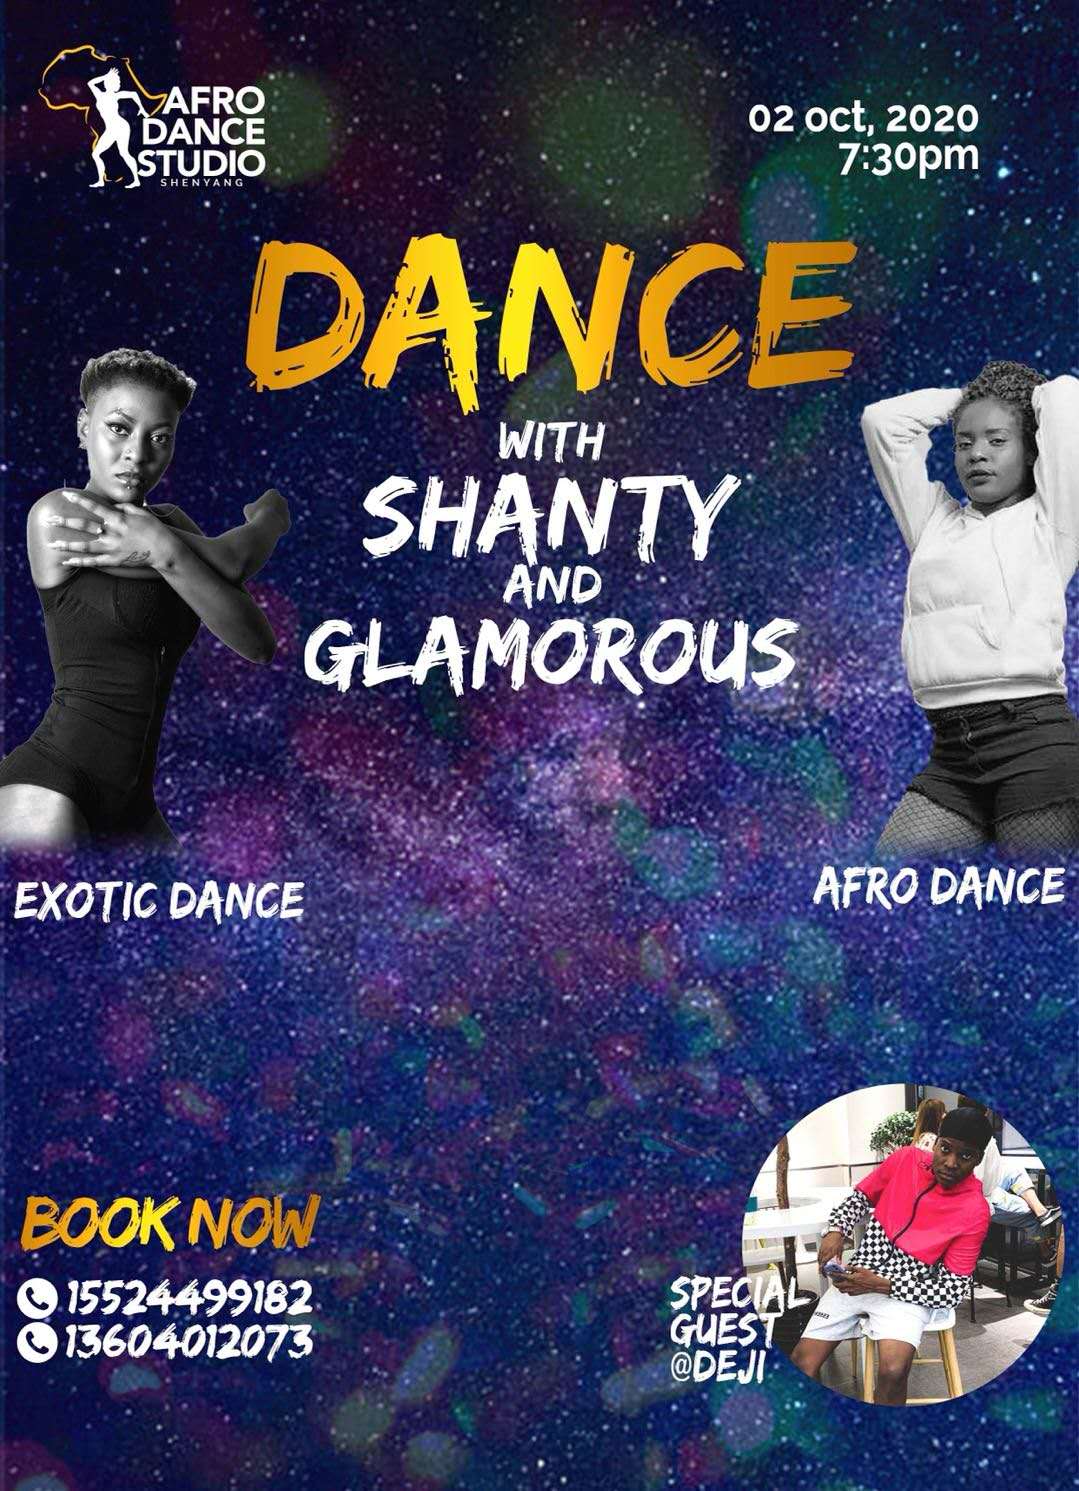 AFRO
DANCE
STUDIO
SHENYANG
02 oct, 2020
7:30pm
DANCE
WITH
SHANTY
AND
GLAMOROUS
EXOTIC DANCE
AFRO DANCE
BOOK NOW
15524499182
13604012073
SPECIAL
GUEST
@DEJI